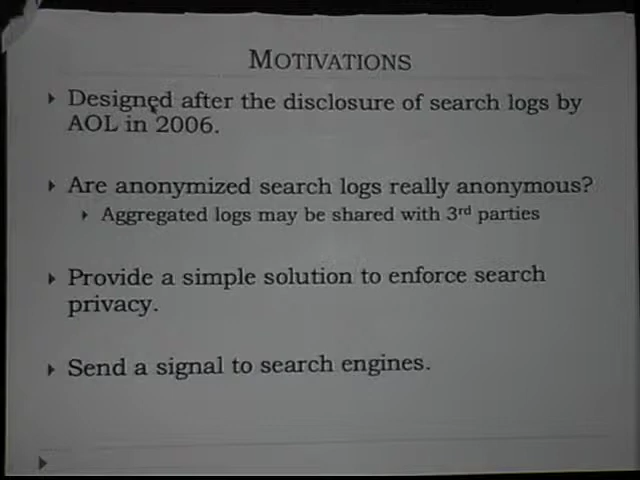 MOTIVATIONS
Designed after the disclosure of search logs by
AOL in 2006.
Are anonymized search logs really anonymous?
Aggregated logs may be shared with 3rd parties
Provide a simple solution to enforce search
privacy.
Send a signal to search engines.